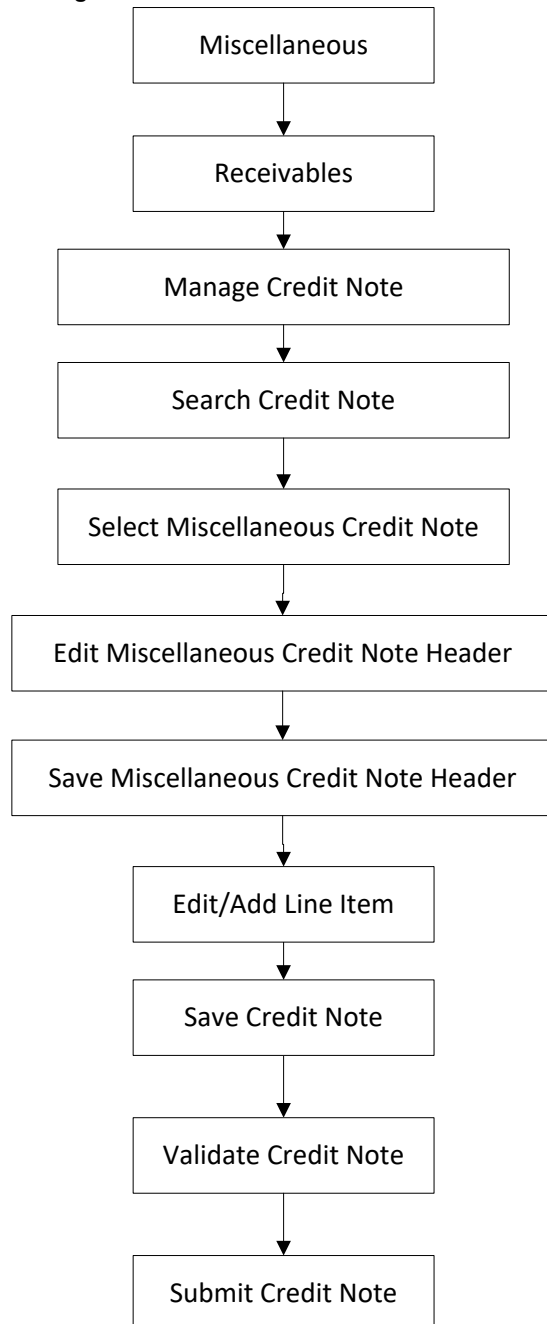 Miscellaneous
Receivables
Manage Credit Note
Search Credit Note
Select Miscellaneous Credit Note
Edit Miscellaneous Credit Note Header
Save Miscellaneous Credit Note Header
Edit/Add Line Item
Save Credit Note
Validate Credit Note
Submit Credit Note